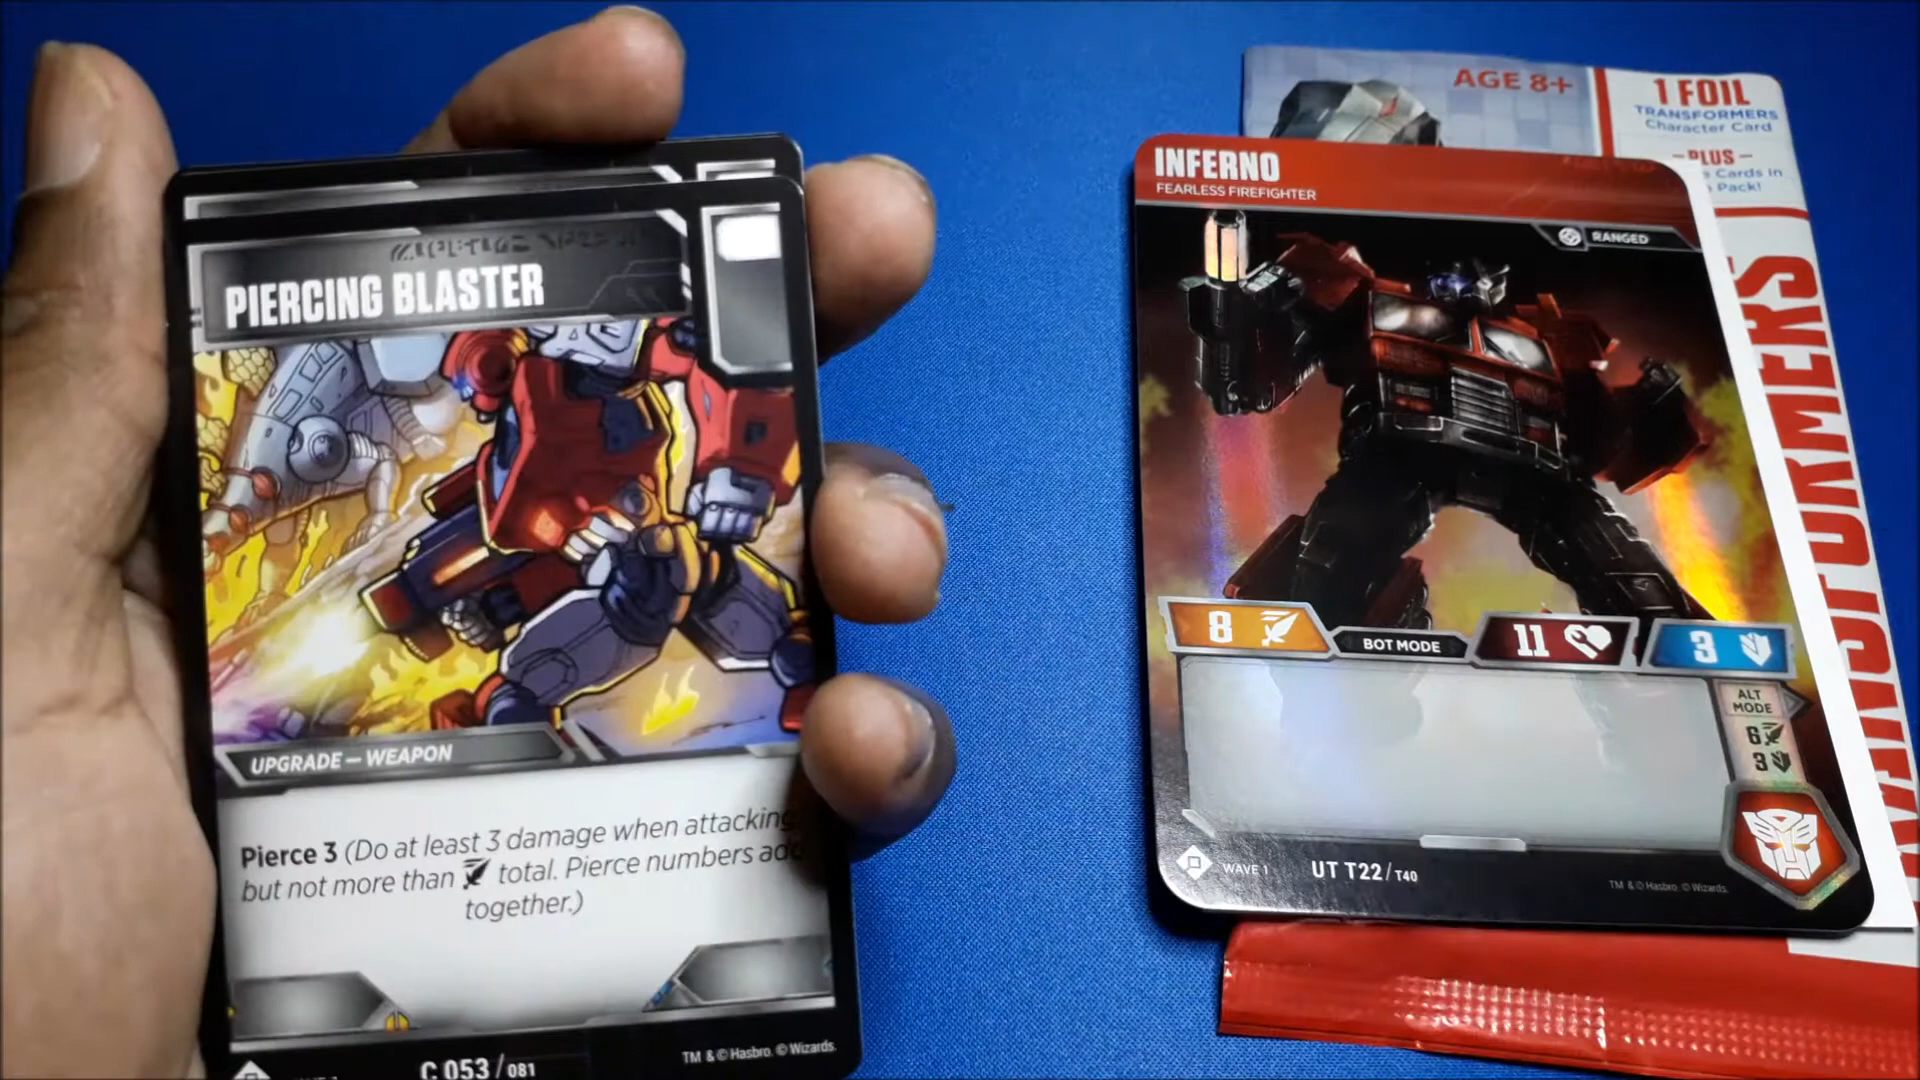 PIERCING BLASTER
UPGRADE — WEAPON
Pierce 3 (Do at least 3 damage when attacking
but not more than total. Pierce numbers
together.)
C 053 / 081
TM & © Hasbro. © Wizards.
AGE 8+
1 FOIL
TRANSFORMERS
Character Card
— PLUS —
Cards in
Pack!
INFERNO
FEARLESS FIREFIGHTER
RANGED
8
BOT MODE
11
3
ALT
MODE
6
3
WAVE 1
UT T22 / T40
TM & © Hasbro. © Wizards.